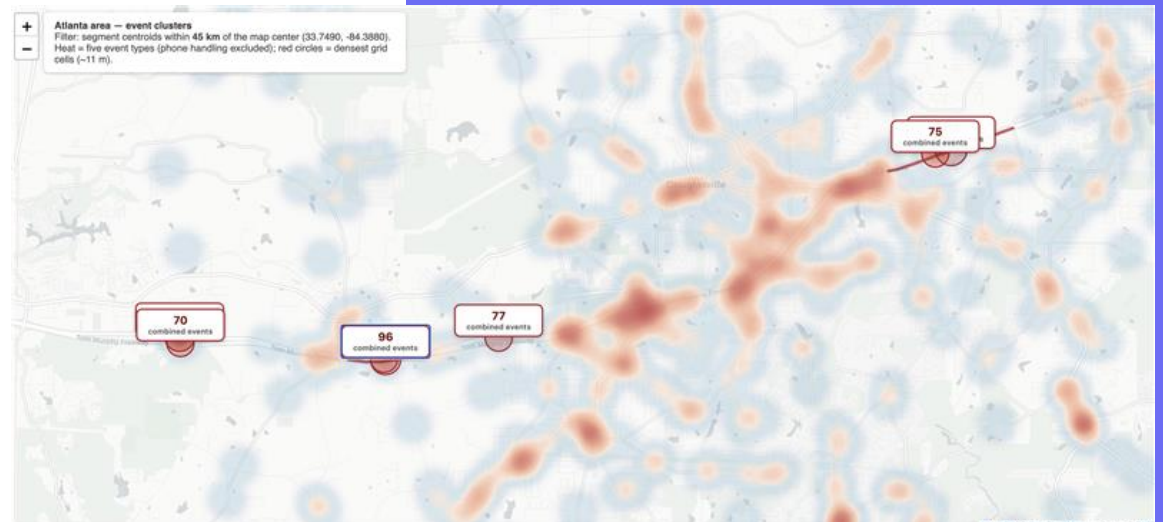 +
−
Atlanta area — event clusters
Filter: segment centroids within 45 km of the map center (33.7490, -84.3880).
Heat = five event types (phone handling excluded); red circles = densest grid
cells (~11 m).
75
combined events
70
combined events
96
combined events
77
combined events